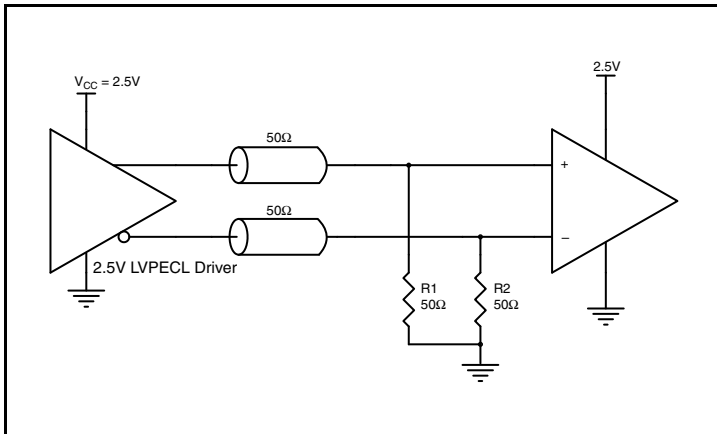 V_CC = 2.5V
2.5V
50Ω
50Ω
+
–
2.5V LVPECL Driver
R1
50Ω
R2
50Ω